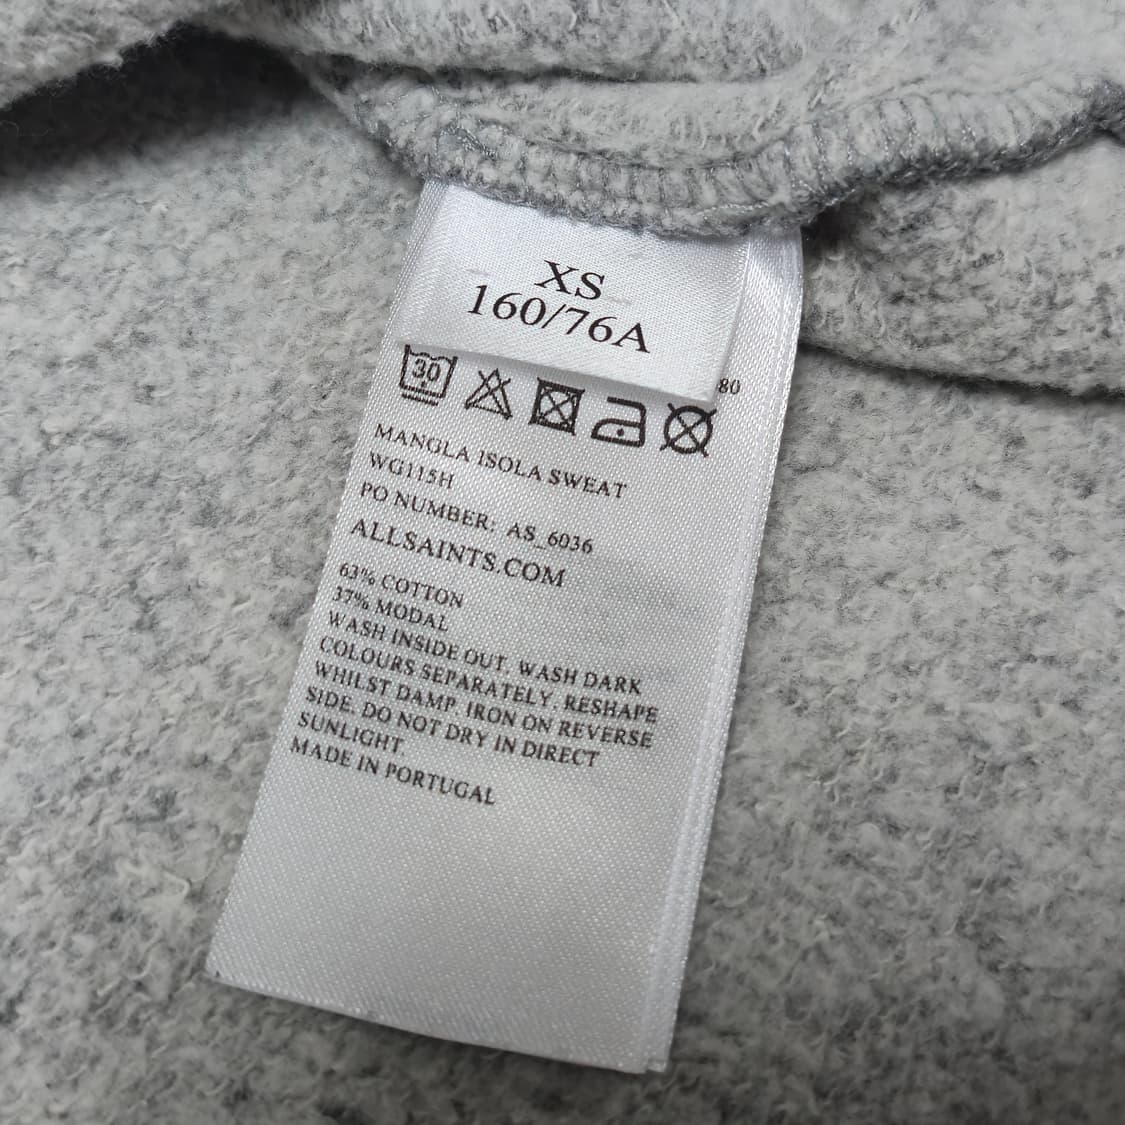 XS
160/76A
80
30
MANGLA ISOLA SWEAT
WG115H
PO NUMBER: AS_6036
ALLSAINTS.COM
63% COTTON
37% MODAL
WASH INSIDE OUT. WASH DARK
COLOURS SEPARATELY. RESHAPE
WHILST DAMP. IRON ON REVERSE
SIDE. DO NOT DRY IN DIRECT
SUNLIGHT.
MADE IN PORTUGAL